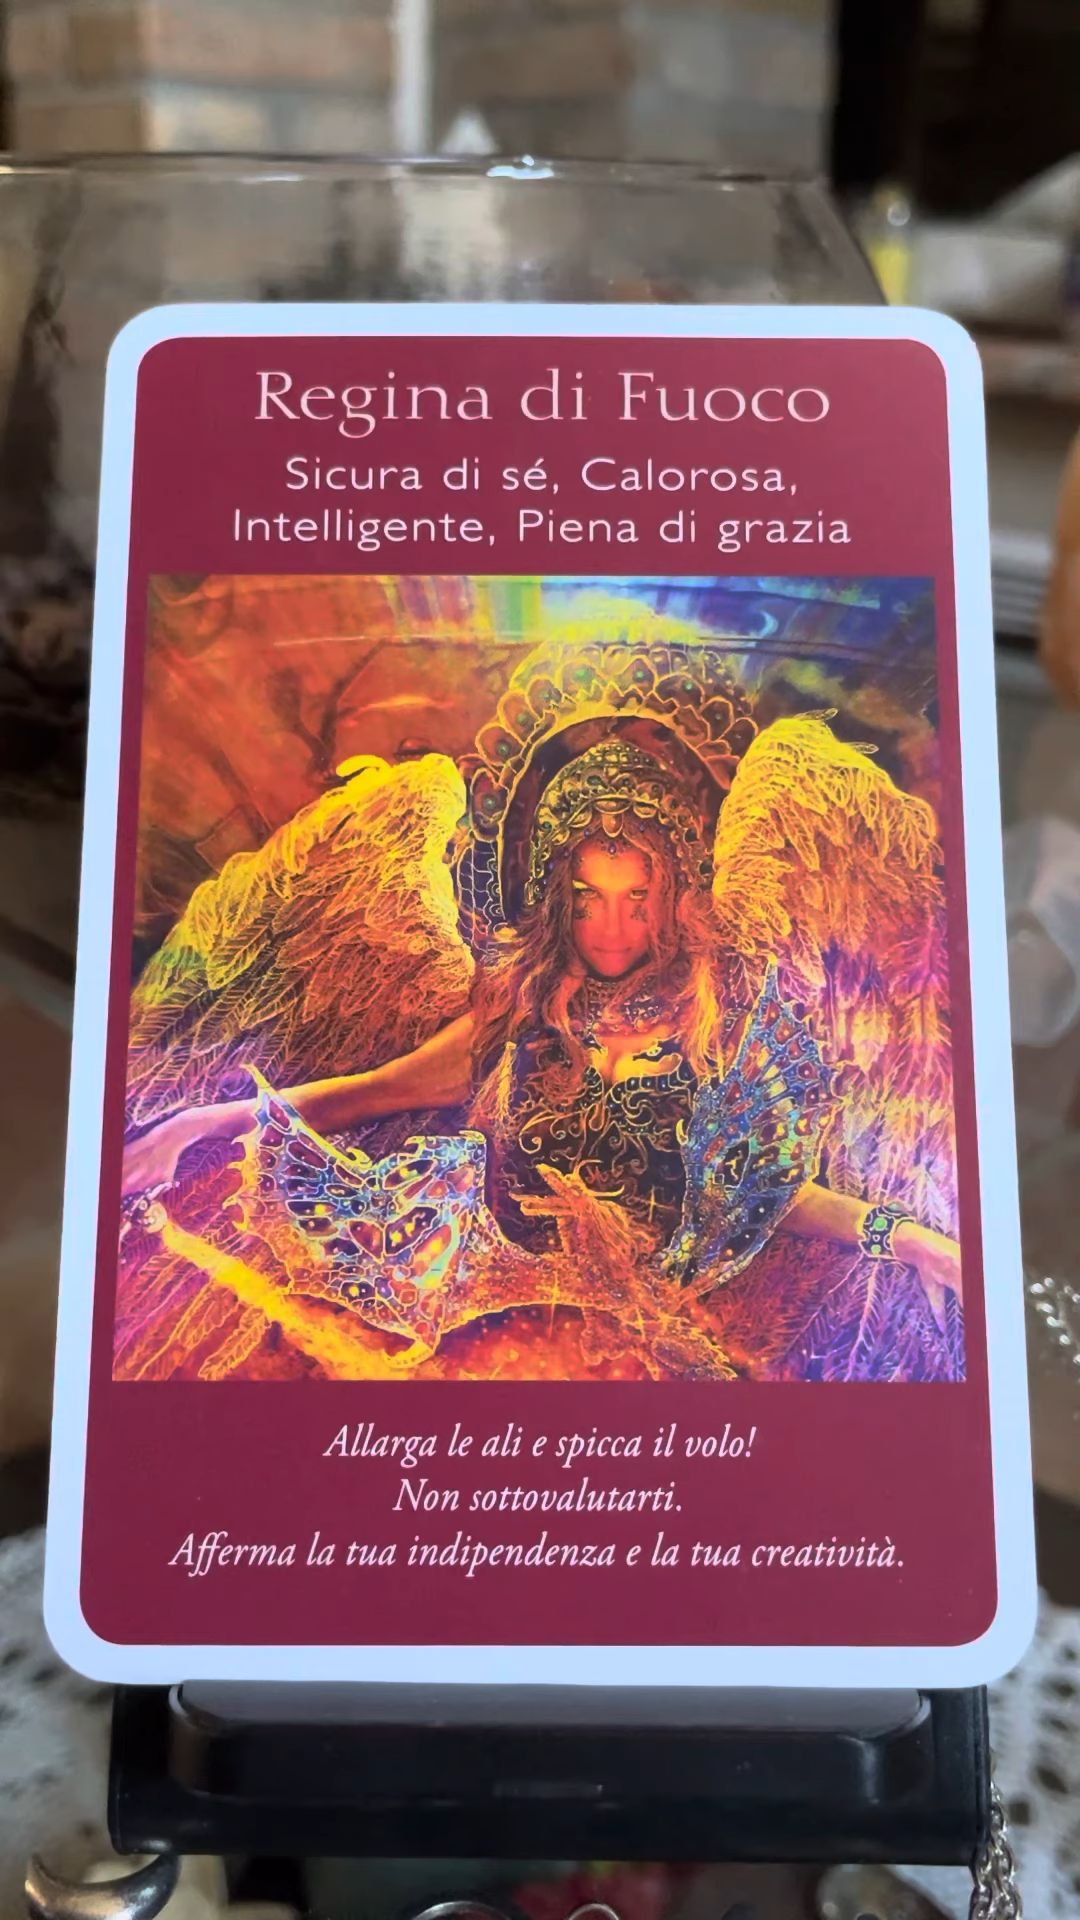 Regina di Fuoco
Sicura di sé, Calorosa,
Intelligente, Piena di grazia
Allarga le ali e spicca il volo!
Non sottovalutarti.
Afferma la tua indipendenza e la tua creatività.